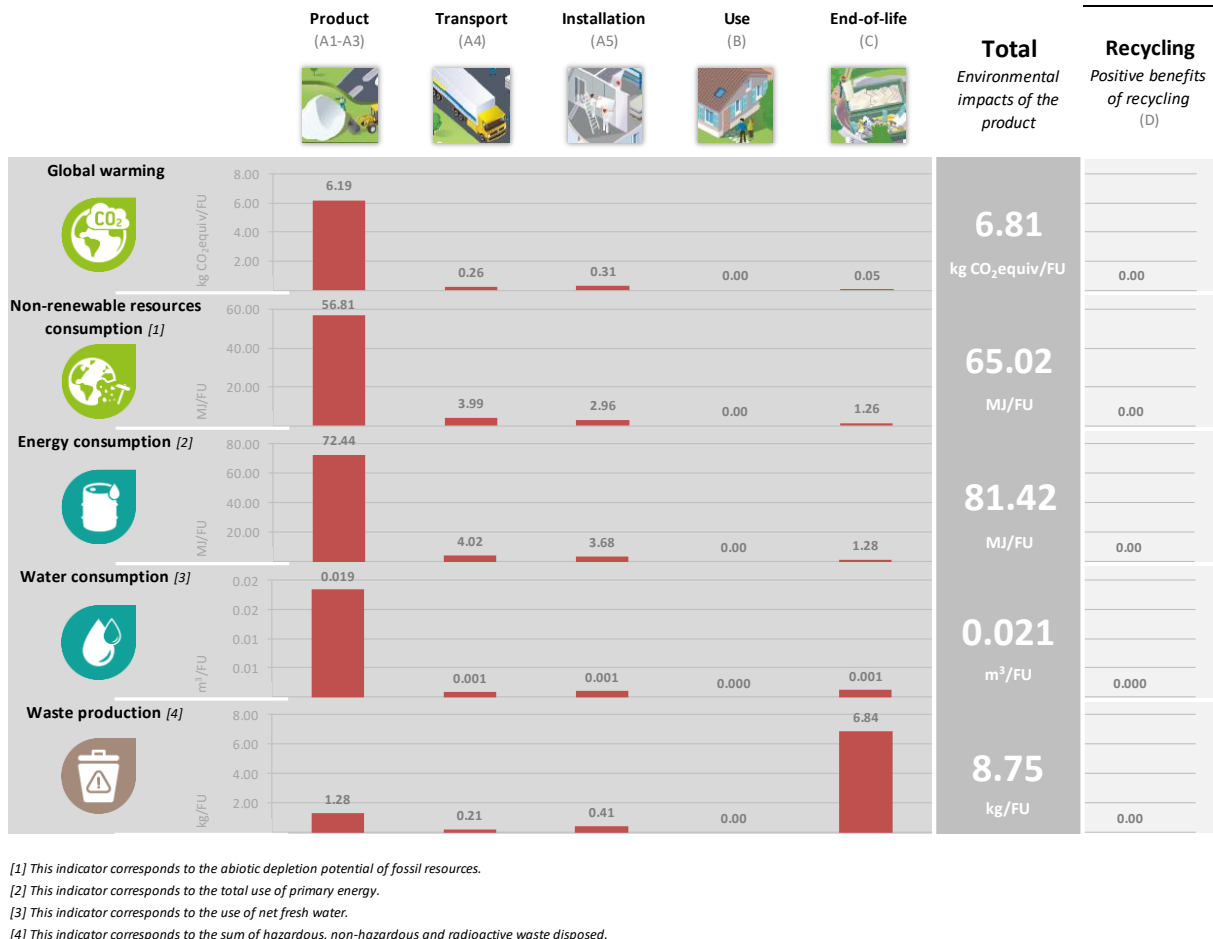 Product
(A1-A3)
Transport
(A4)
Installation
(A5)
Use
(B)
End-of-life
(C)
Total
Environmental
impacts of the
product
Recycling
Positive benefits
of recycling
(D)
Global warming
CO2
kg CO2equiv/FU
8.00
6.00
4.00
2.00
6.19
0.26
0.31
0.00
0.05
6.81
kg CO2equiv/FU
0.00
Non-renewable resources
consumption [1]
MJ/FU
60.00
40.00
20.00
56.81
3.99
2.96
0.00
1.26
65.02
MJ/FU
0.00
Energy consumption [2]
MJ/FU
80.00
60.00
40.00
20.00
72.44
4.02
3.68
0.00
1.28
81.42
MJ/FU
0.00
Water consumption [3]
m³/FU
0.02
0.02
0.01
0.01
0.019
0.001
0.001
0.000
0.001
0.021
m³/FU
0.000
Waste production [4]
kg/FU
8.00
6.00
4.00
2.00
1.28
0.21
0.41
0.00
6.84
8.75
kg/FU
0.00
[1] This indicator corresponds to the abiotic depletion potential of fossil resources.
[2] This indicator corresponds to the total use of primary energy.
[3] This indicator corresponds to the use of net fresh water.
[4] This indicator corresponds to the sum of hazardous, non-hazardous and radioactive waste disposed.